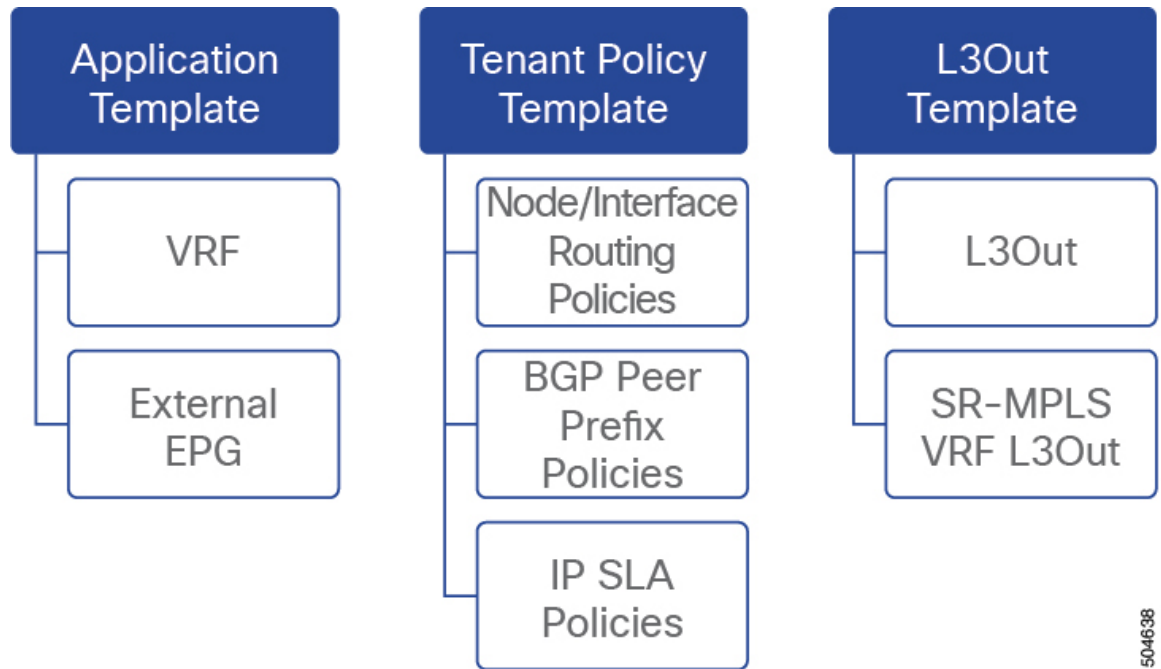 Application
Template
VRF
External
EPG
Tenant Policy
Template
Node/Interface
Routing
Policies
BGP Peer
Prefix
Policies
IP SLA
Policies
L3Out
Template
L3Out
SR-MPLS
VRF L3Out
504638